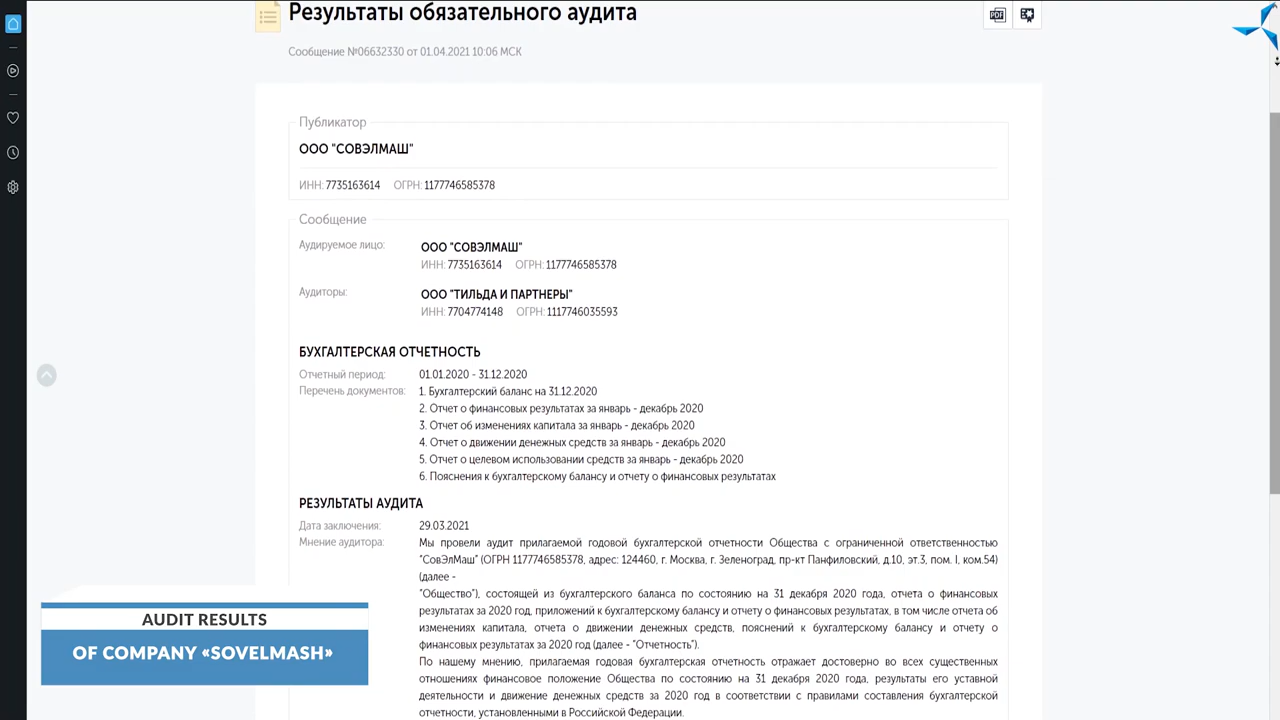 Результаты обязательного аудита
Сообщение №06632330 от 01.04.2021 10:06 МСК
Публикатор
ООО "СОВЭЛМАШ"
ИНН: 7735163614 ОГРН: 1177746585378
Сообщение
Аудируемое лицо: ООО "СОВЭЛМАШ"
ИНН: 7735163614 ОГРН: 1177746585378
Аудиторы: ООО "ТИЛЬДА И ПАРТНЕРЫ"
ИНН: 7704774148 ОГРН: 1117746035593
БУХГАЛТЕРСКАЯ ОТЧЕТНОСТЬ
Отчетный период: 01.01.2020 - 31.12.2020
Перечень документов: 1. Бухгалтерский баланс на 31.12.2020
2. Отчет о финансовых результатах за январь - декабрь 2020
3. Отчет об изменениях капитала за январь - декабрь 2020
4. Отчет о движении денежных средств за январь - декабрь 2020
5. Отчет о целевом использовании средств за январь - декабрь 2020
6. Пояснения к бухгалтерскому балансу и отчету о финансовых результатах
РЕЗУЛЬТАТЫ АУДИТА
Дата заключения: 29.03.2021
Мнение аудитора: Мы провели аудит прилагаемой годовой бухгалтерской отчетности Общества с ограниченной ответственностью
"СовЭлМаш" (ОГРН 1177746585378, адрес: 124460, г. Москва, г. Зеленоград, пр-кт Панфиловский, д.10, эт.3, пом. I, ком.54)
(далее -
"Общество"), состоящей из бухгалтерского баланса по состоянию на 31 декабря 2020 года, отчета о финансовых
результатах за 2020 год, приложений к бухгалтерскому балансу и отчету о финансовых результатах, в том числе отчета об
изменениях капитала, отчета о движении денежных средств, пояснений к бухгалтерскому балансу и отчету о
финансовых результатах за 2020 год (далее - "Отчетность").
По нашему мнению, прилагаемая годовая бухгалтерская отчетность отражает достоверно во всех существенных
отношениях финансовое положение Общества по состоянию на 31 декабря 2020 года, результаты его уставной
деятельности и движение денежных средств за 2020 год в соответствии с правилами составления бухгалтерской
отчетности, установленными в Российской Федерации.
AUDIT RESULTS
OF COMPANY «SOVELMASH»
PDF